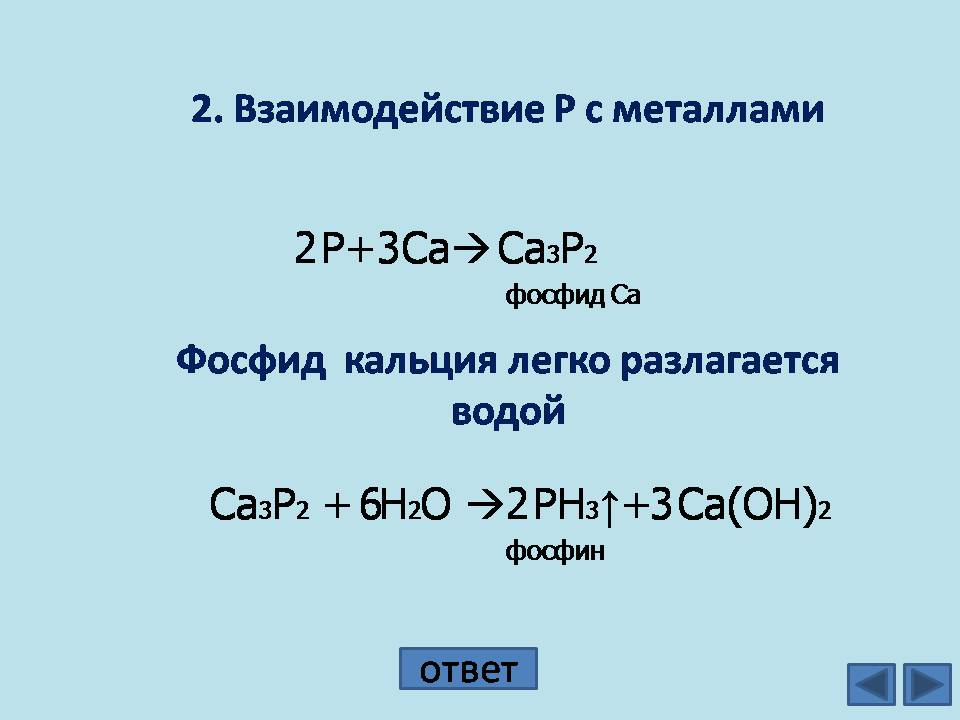 2. Взаимодействие Р с металлами
2P+3Ca→Ca3P2
фосфид Са
Фосфид кальция легко разлагается
водой
Ca3P2 + 6H2O →2PH3↑+3Ca(OH)2
фосфин
ответ